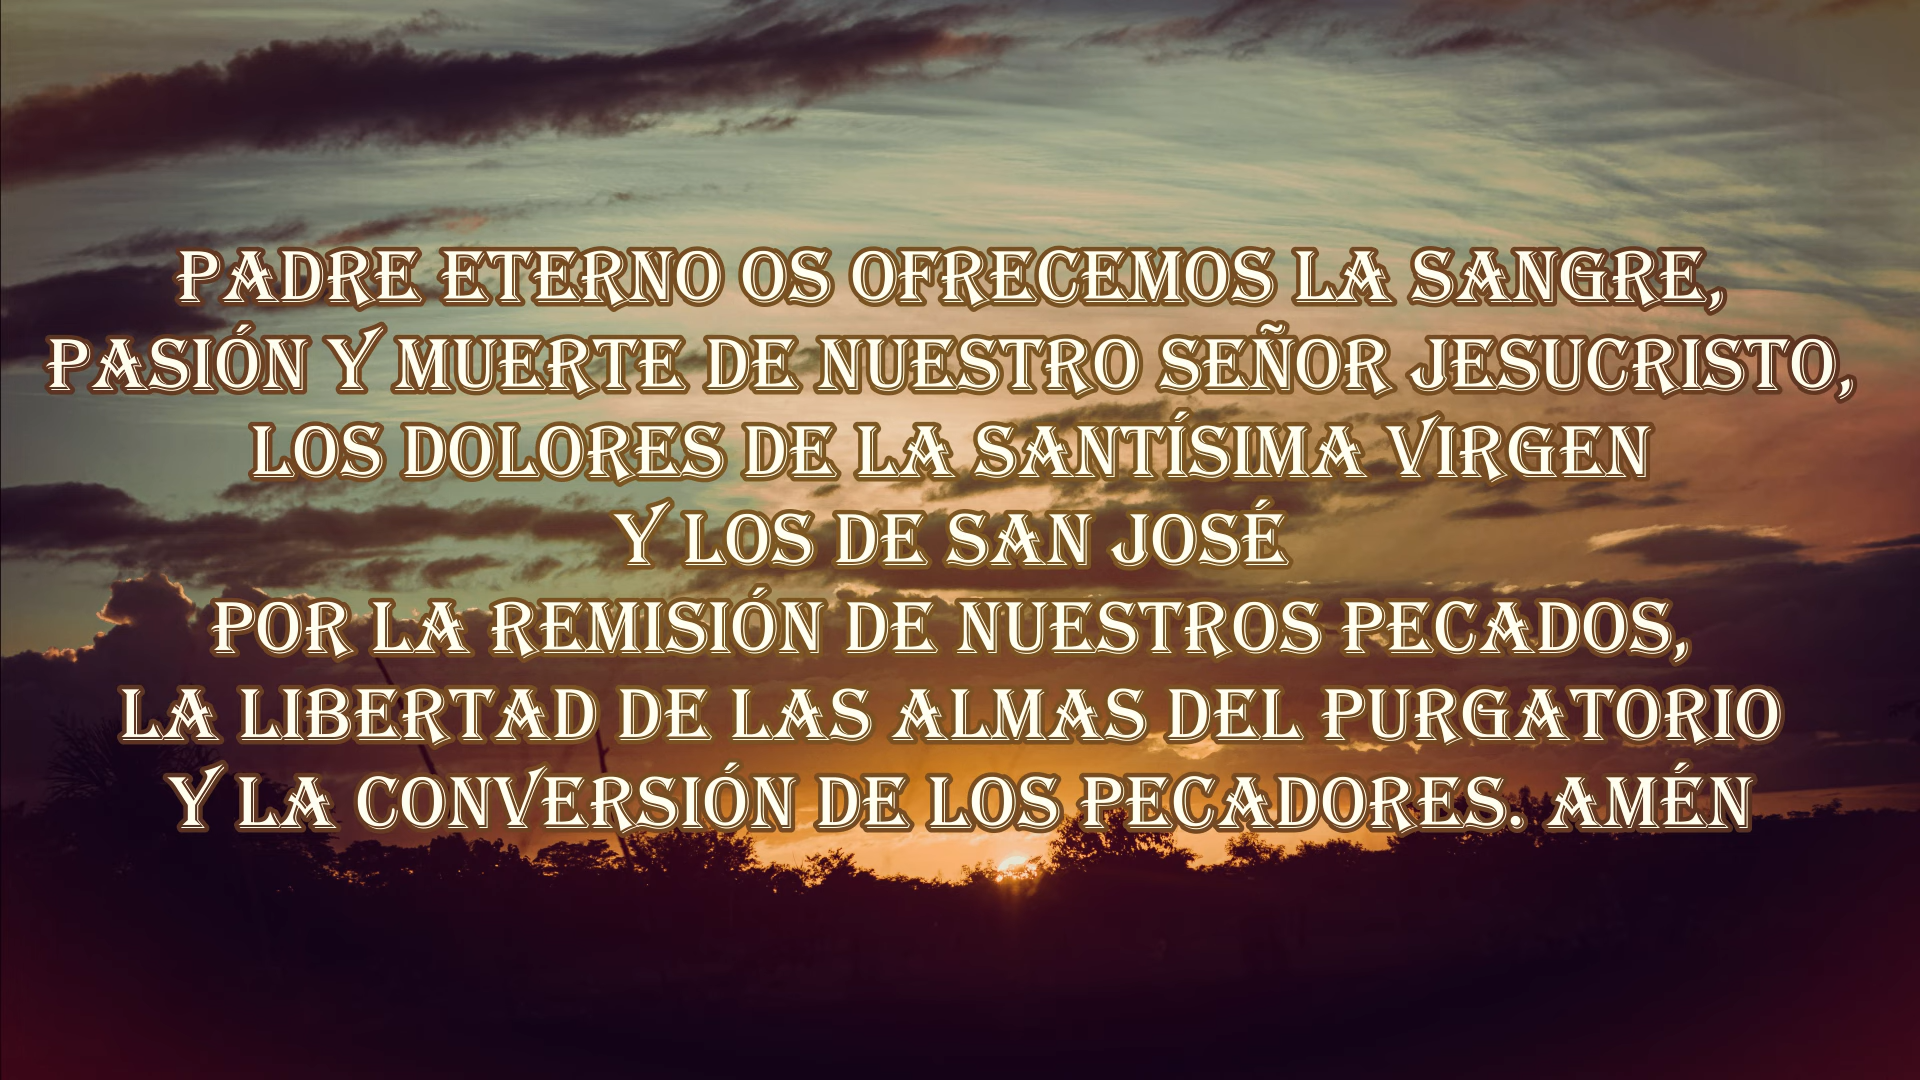 PADRE ETERNO OS OFRECEMOS LA SANGRE,
PASIÓN Y MUERTE DE NUESTRO SEÑOR JESUCRISTO,
LOS DOLORES DE LA SANTÍSIMA VIRGEN
Y LOS DE SAN JOSÉ
POR LA REMISIÓN DE NUESTROS PECADOS,
LA LIBERTAD DE LAS ALMAS DEL PURGATORIO
Y LA CONVERSIÓN DE LOS PECADORES. AMÉN